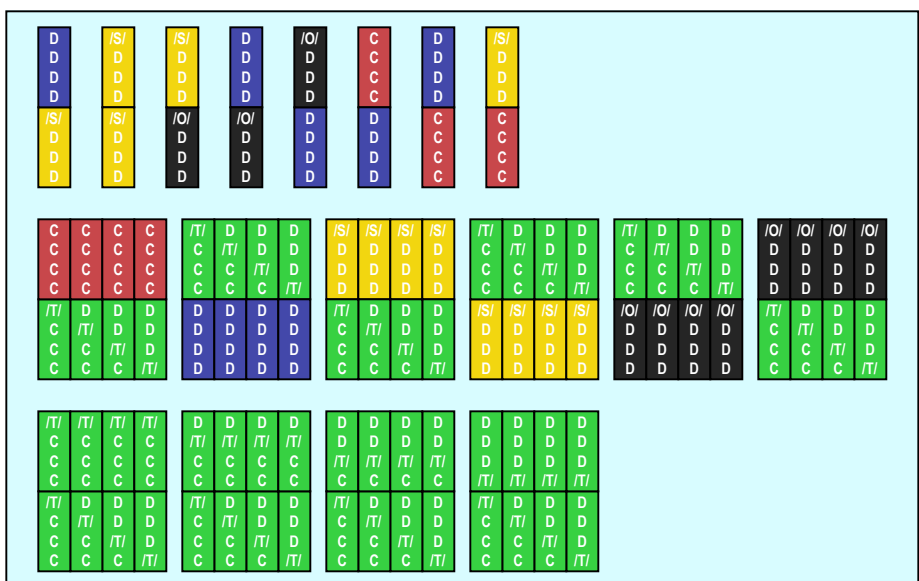 D /S/ /S/ D /O/ C D /S/
D D D D D C D D
D D D D D C D D
D D D D D C D D
/S/ /S/ /O/ /O/ D D C C
D D D D D D C C
D D D D D D C C
D D D D D D C C
C C C C /T/ D D D /S/ /S/ /S/ /S/ /T/ D D D /T/ D D D /O/ /O/ /O/ /O/
C C C C C /T/ D D D D D D C /T/ D D C /T/ D D D D D D
C C C C C C /T/ D D D D D C C /T/ D C C /T/ D D D D D
C C C C C C C /T/ D D D D C C C /T/ C C C /T/ D D D D
/T/ D D D D D D D /T/ D D D /S/ /S/ /S/ /S/ /O/ /O/ /O/ /O/ /T/ D D D
C /T/ D D D D D D C /T/ D D D D D D D D D D C /T/ D D
C C /T/ D D D D D C C /T/ D D D D D D D D D C C /T/ D
C C C /T/ D D D D C C C /T/ D D D D D D D D C C C /T/
/T/ /T/ /T/ /T/ D D D D D D D D D D D D
C C C C /T/ /T/ /T/ /T/ D D D D D D D D
C C C C C C C C /T/ /T/ /T/ /T/ D D D D
C C C C C C C C C C C C /T/ /T/ /T/ /T/
/T/ D D D /T/ D D D /T/ D D D /T/ D D D
C /T/ D D C /T/ D D C /T/ D D C /T/ D D
C C /T/ D C C /T/ D C C /T/ D C C /T/ D
C C C /T/ C C C /T/ C C C /T/ C C C /T/